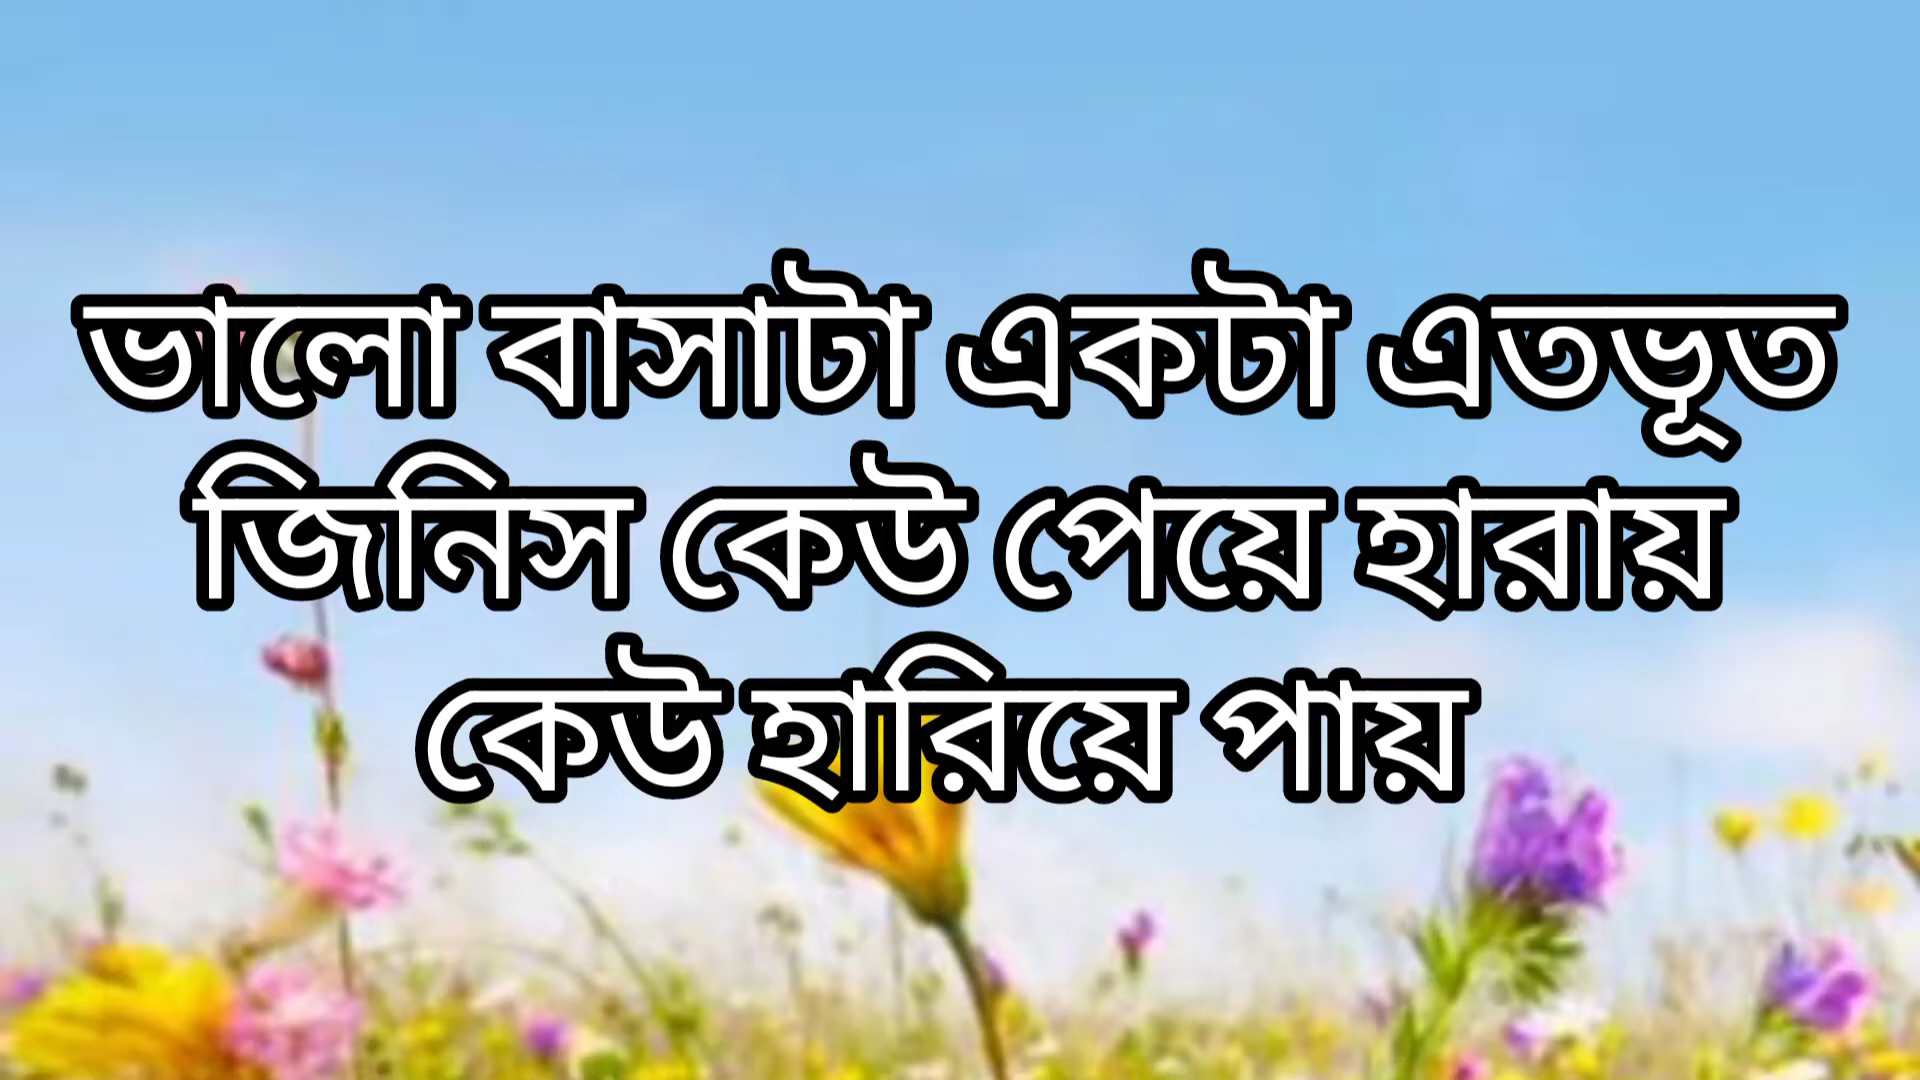 ভালো বাসাটা একটা এতভূত
জিনিস কেউ পেয়ে হারায়
কেউ হারিয়ে পায়